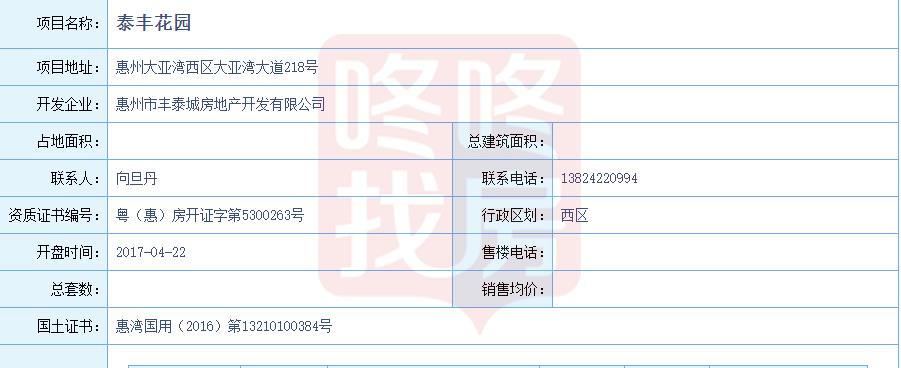 项目名称： 泰丰花园
项目地址： 惠州大亚湾西区大亚湾大道218号
开发企业： 惠州市丰泰城房地产开发有限公司
占地面积： 总建筑面积：
联系人： 向旦丹 联系电话： 13824220994
资质证书编号： 粤（惠）房开证字第5300263号 行政区划： 西区
开盘时间： 2017-04-22 售楼电话：
总套数： 销售均价：
国土证书： 惠湾国用（2016）第13210100384号
咚咚
找房